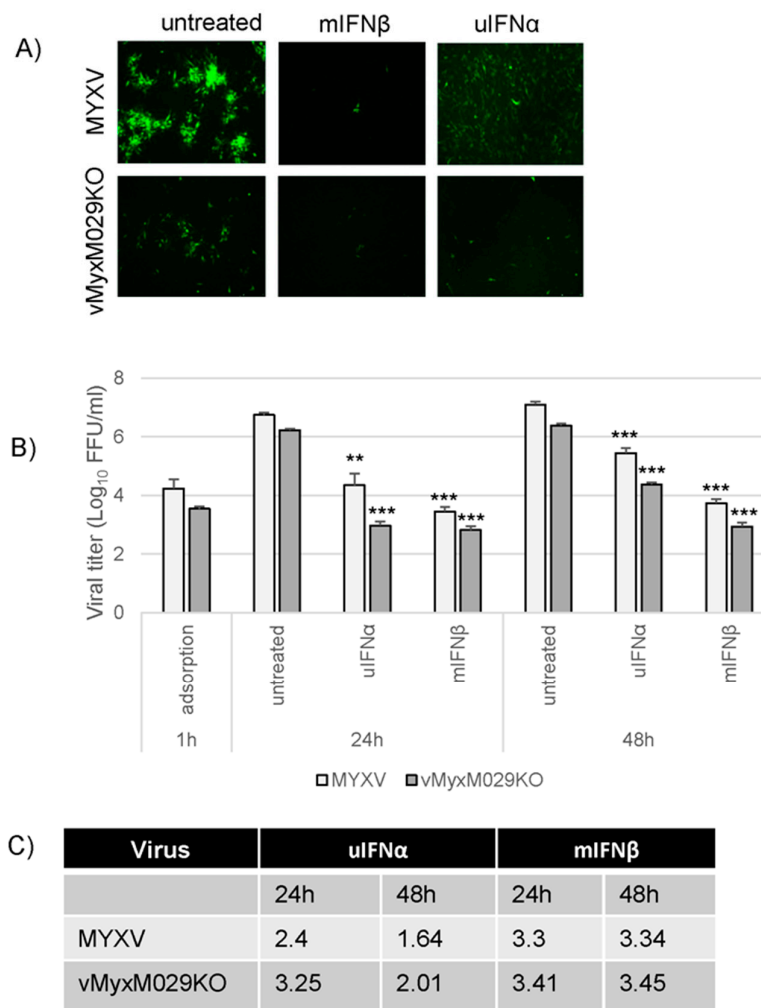 A)
untreated mIFNβ uIFNα
MYXV
vMyxM029KO
B)
Viral titer (Log10 FFU/ml)
8
6
4
2
0
** *** *** *** *** *** *** ***
adsorption untreated uIFNα mIFNβ untreated uIFNα mIFNβ
1h 24h 48h
MYXV vMyxM029KO
C)
Virus uIFNα mIFNβ
24h 48h 24h 48h
MYXV 2.4 1.64 3.3 3.34
vMyxM029KO 3.25 2.01 3.41 3.45